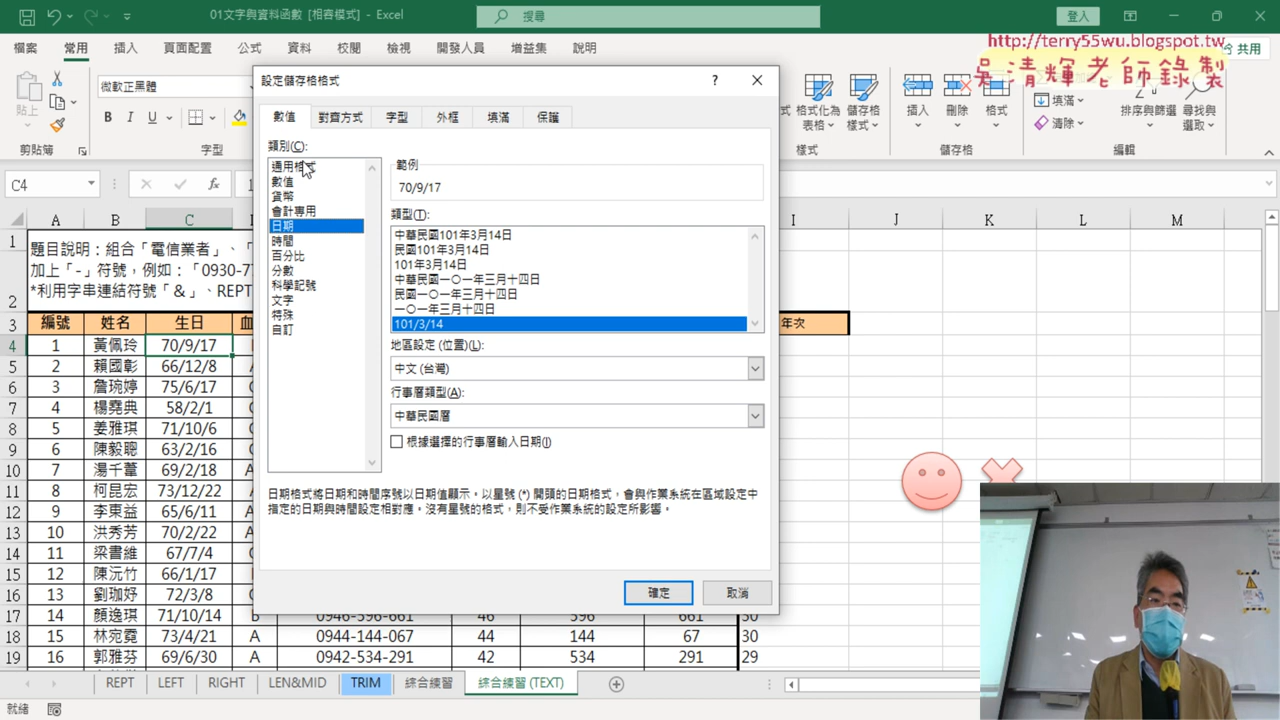 01文字與資料函數 [相容模式] - Excel
搜尋
登入
檔案 常用 插入 頁面配置 公式 資料 校閱 檢視 開發人員 增益集 說明
共用
http://terry55wu.blogspot.tw
吳清輝老師錄製
貼上
剪貼簿
微軟正黑體
B I U
字型
格式化為
表格
儲存格
樣式
樣式
插入 刪除 格式
儲存格
填滿
清除
排序與篩選 尋找與
選取
編輯
C4
fx
A B C I J K L M
1 題目說明：組合「電信業者」、「
加上「-」符號，例如：「0930-7
2 *利用字串連結符號「&」、REPT
3 編號 姓名 生日 年次
4 1 黃佩玲 70/9/17
5 2 賴國彰 66/12/8
6 3 詹琬婷 75/6/17
7 4 楊堯典 58/2/1
8 5 姜雅琪 71/10/6
9 6 陳毅聰 63/2/16
10 7 湯千蕙 69/2/18
11 8 柯昆宏 73/12/22
12 9 李東益 65/6/11
13 10 洪秀芳 70/2/22
14 11 梁書維 67/7/4
15 12 陳沅竹 66/1/17
16 13 劉珈妤 72/3/8
17 14 顏逸琪 71/10/14 B 0946-596-661 46 596 661 30
18 15 林宛霓 73/4/21 A 0944-144-067 44 144 67 30
19 16 郭雅芬 69/6/30 A 0942-534-291 42 534 291 29
設定儲存格格式
? ×
數值 對齊方式 字型 外框 填滿 保護
類別(C):
通用格式
數值
貨幣
會計專用
日期
時間
百分比
分數
科學記號
文字
特殊
自訂
範例
70/9/17
類型(T):
中華民國101年3月14日
民國101年3月14日
101年3月14日
中華民國一○一年三月十四日
民國一○一年三月十四日
一○一年三月十四日
101/3/14
地區設定 (位置)(L):
中文 (台灣)
行事曆類型(A):
中華民國曆
根據選擇的行事曆輸入日期(I)
日期格式將日期和時間序號以日期值顯示，以星號 (*) 開頭的日期格式，會與作業系統在區域設定中
指定的日期與時間設定相對應。沒有星號的格式，則不受作業系統的設定所影響。
確定 取消
REPT LEFT RIGHT LEN&MID TRIM 綜合練習 綜合練習 (TEXT)
就緒